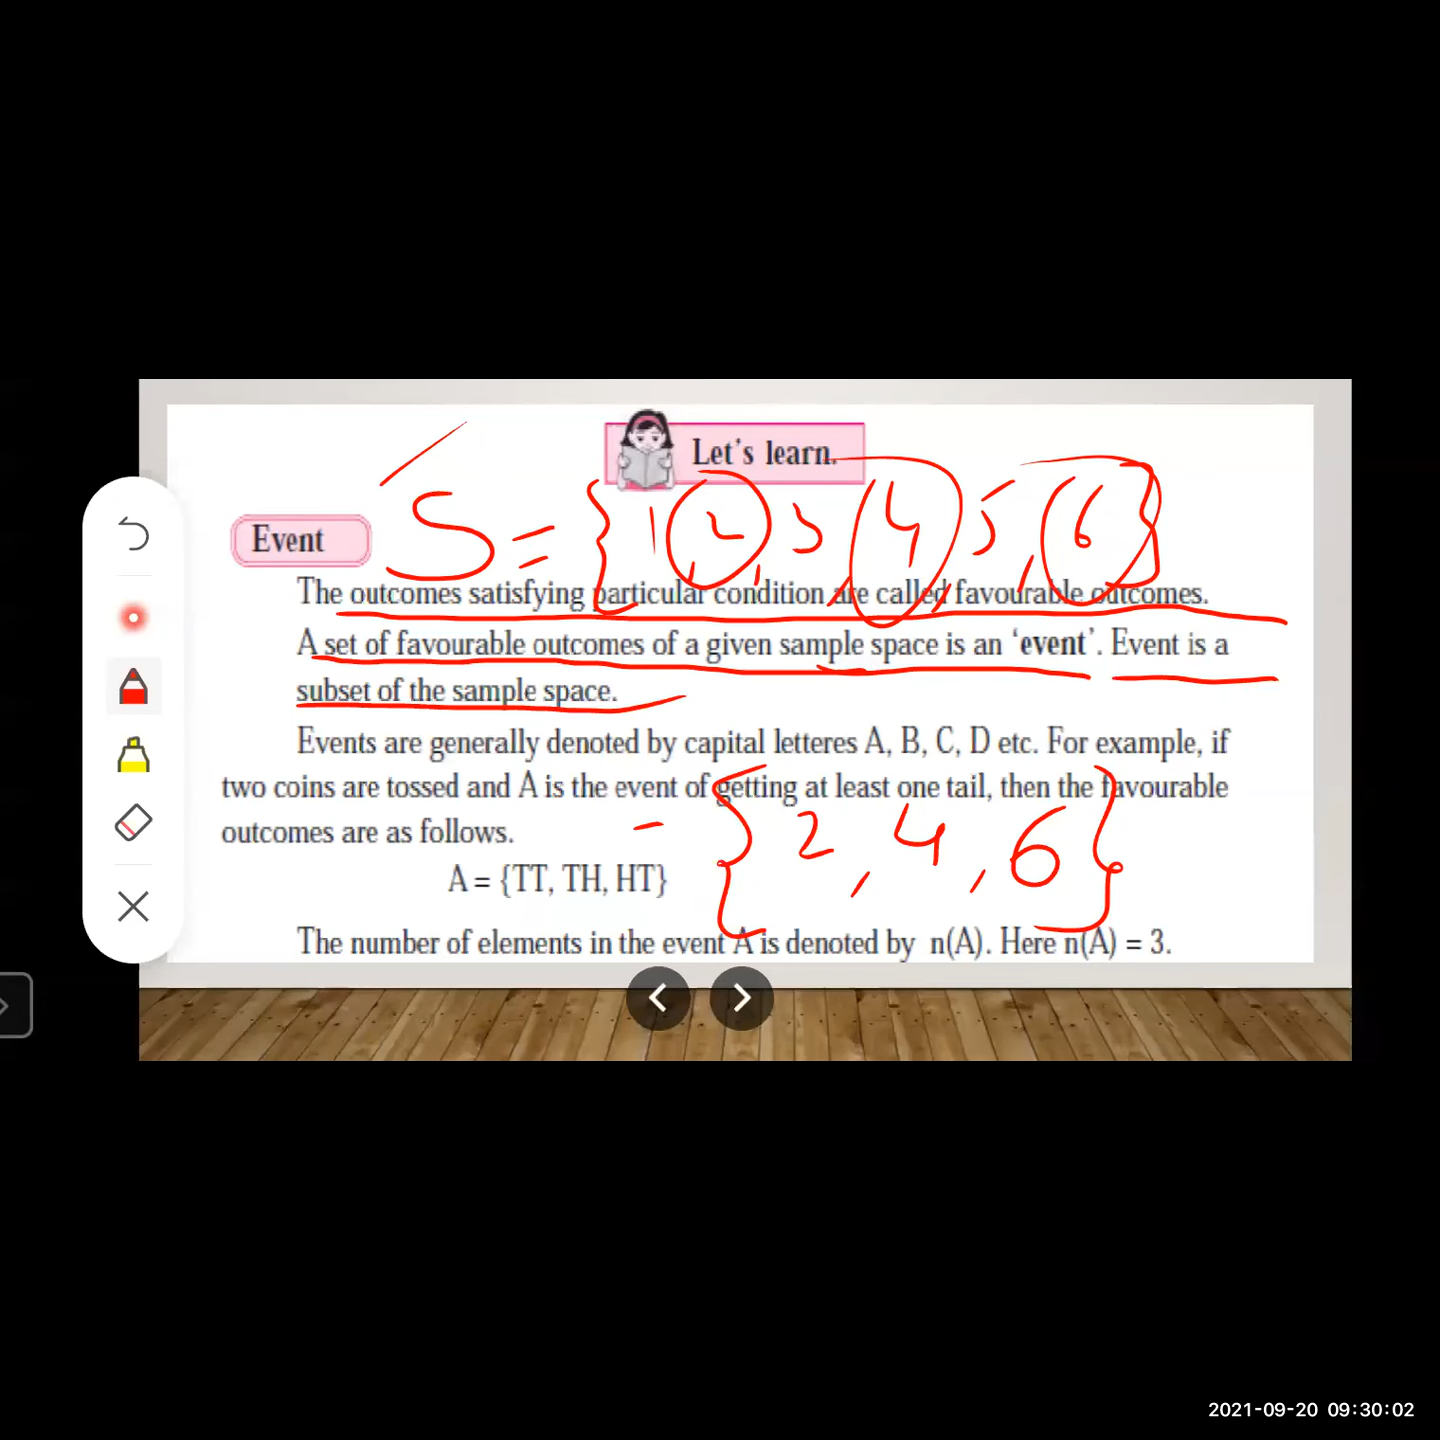 Let's learn.
S = {1, 2, 3, 4, 5, 6}
Event
The outcomes satisfying particular condition are called favourable outcomes.
A set of favourable outcomes of a given sample space is an ‘event’. Event is a
subset of the sample space.
Events are generally denoted by capital letteres A, B, C, D etc. For example, if
two coins are tossed and A is the event of getting at least one tail, then the favourable
outcomes are as follows.
- {2, 4, 6}
A = {TT, TH, HT}
The number of elements in the event A is denoted by n(A). Here n(A) = 3.
2021-09-20 09:30:02